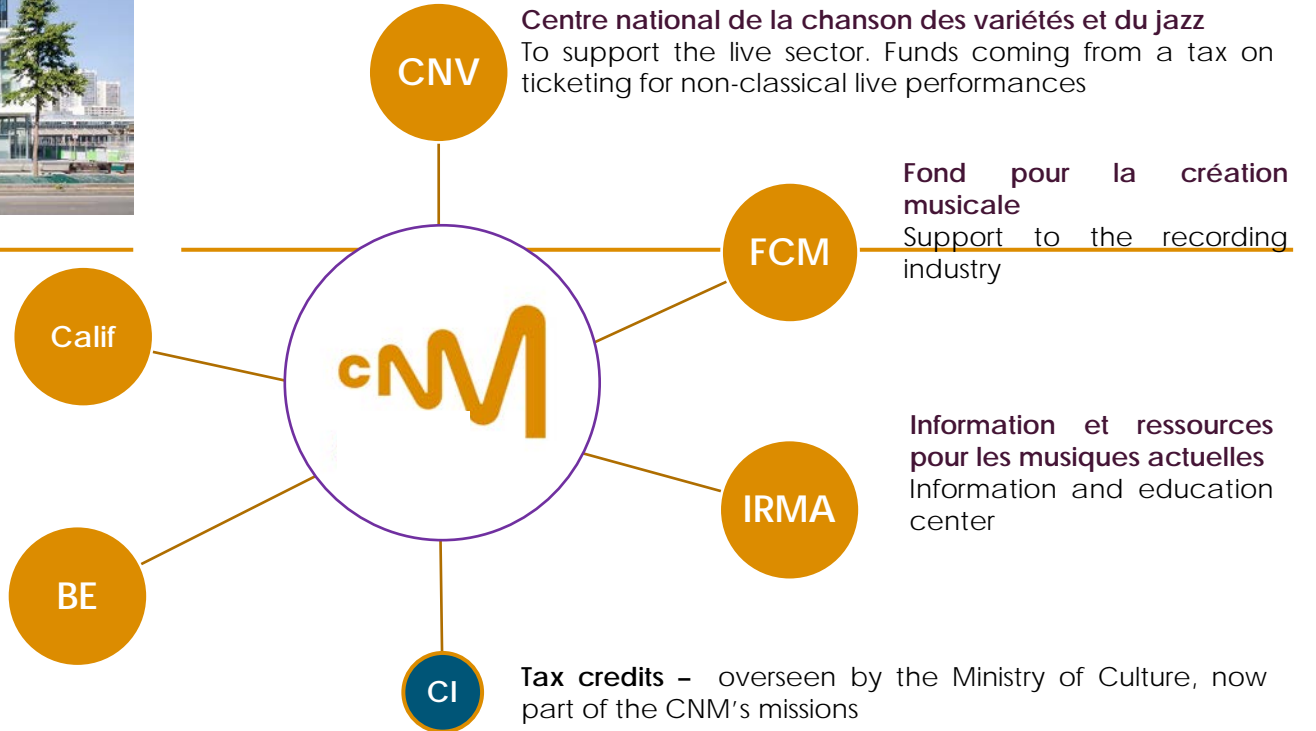 Centre national de la chanson des variétés et du jazz
To support the live sector. Funds coming from a tax on
ticketing for non-classical live performances
CNV
Fond pour la création
musicale
Support to the recording
industry
FCM
Calif
cNM
Information et ressources
pour les musiques actuelles
Information and education
center
IRMA
BE
CI
Tax credits – overseen by the Ministry of Culture, now
part of the CNM's missions